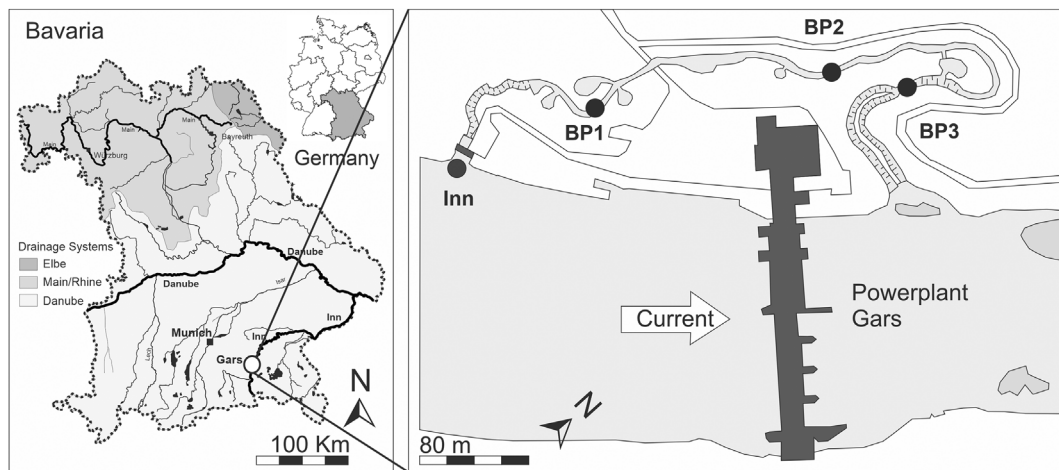 Bavaria
Germany
Main
Main
Main
Würzburg
Bayreuth
Drainage Systems
Elbe
Main/Rhine
Danube
Danube
Danube
Isar
Inn
Munich
Inn
Lech
Gars
N
100 Km
BP2
BP1
BP3
Inn
Current
Powerplant
Gars
N
80 m